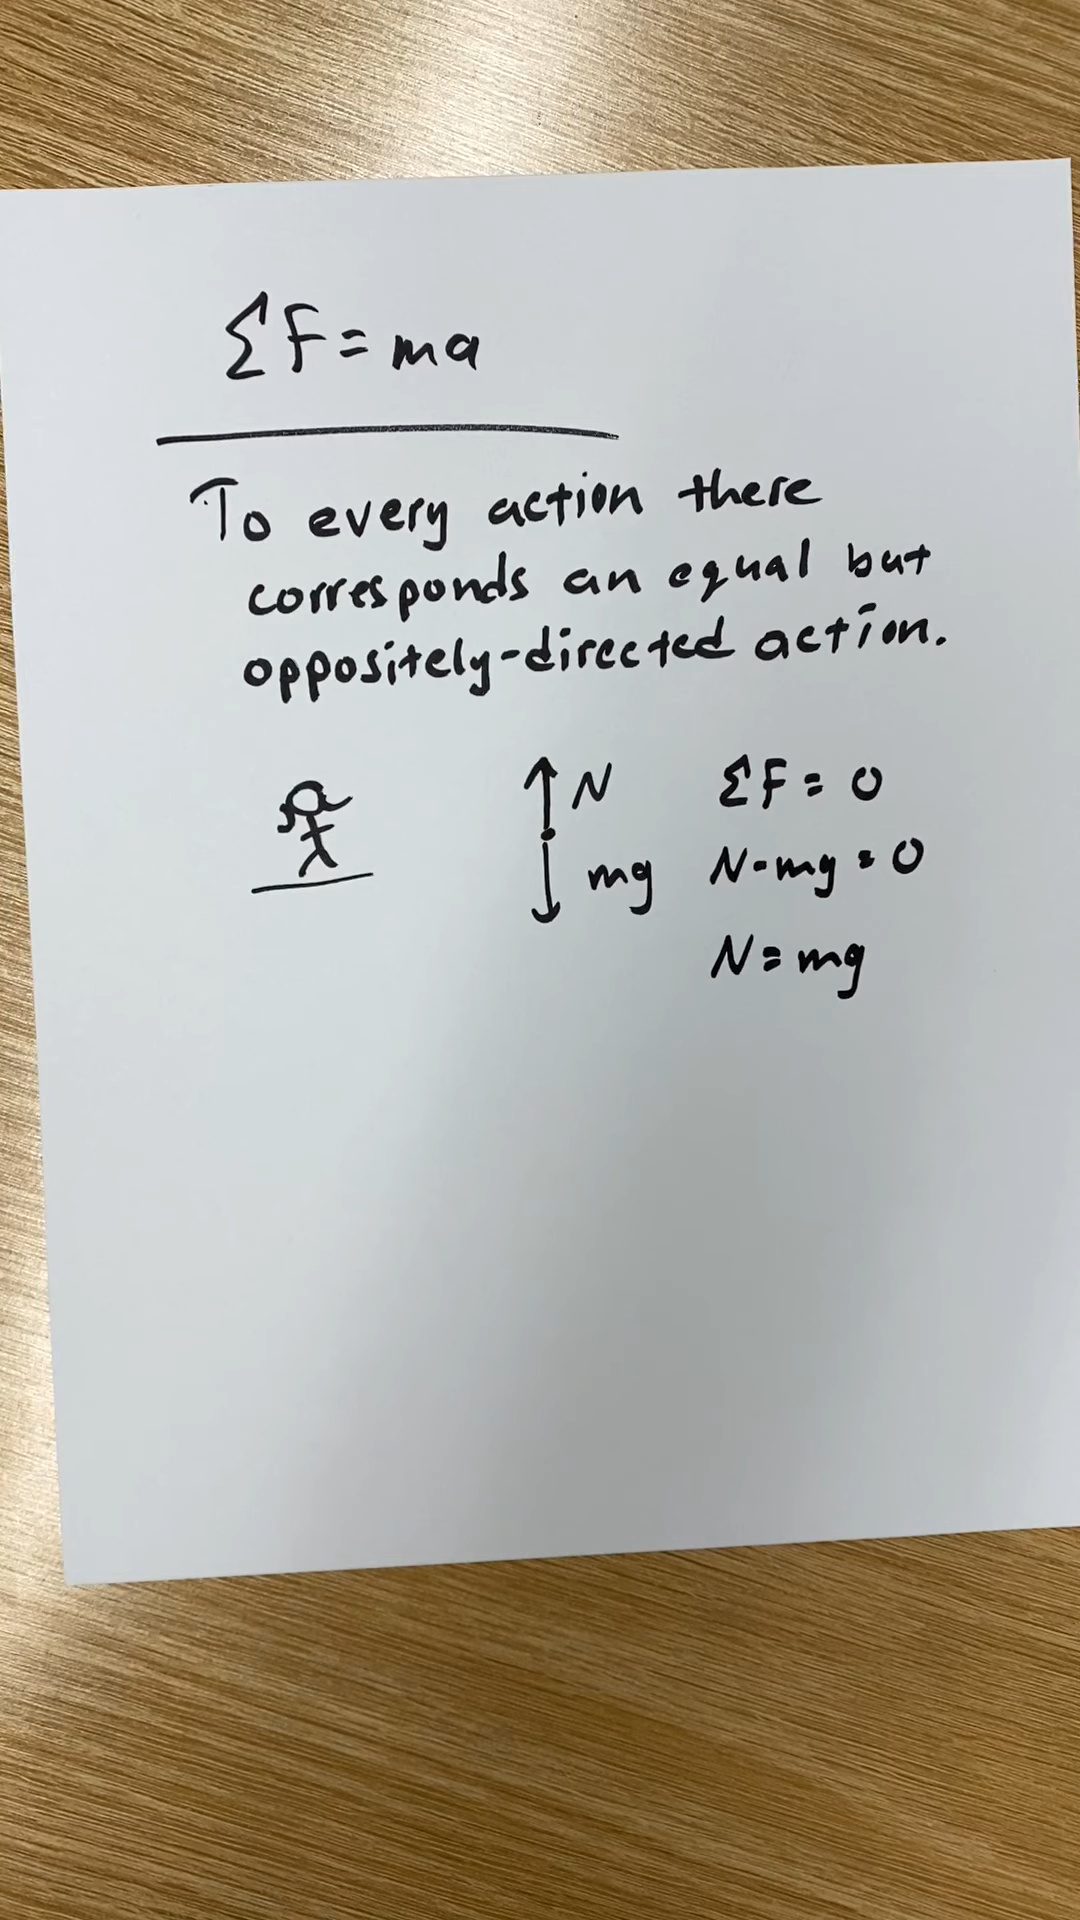 ΣF = ma
To every action there
corresponds an equal but
oppositely-directed action.
N
ΣF = 0
mg
N-mg = 0
N = mg